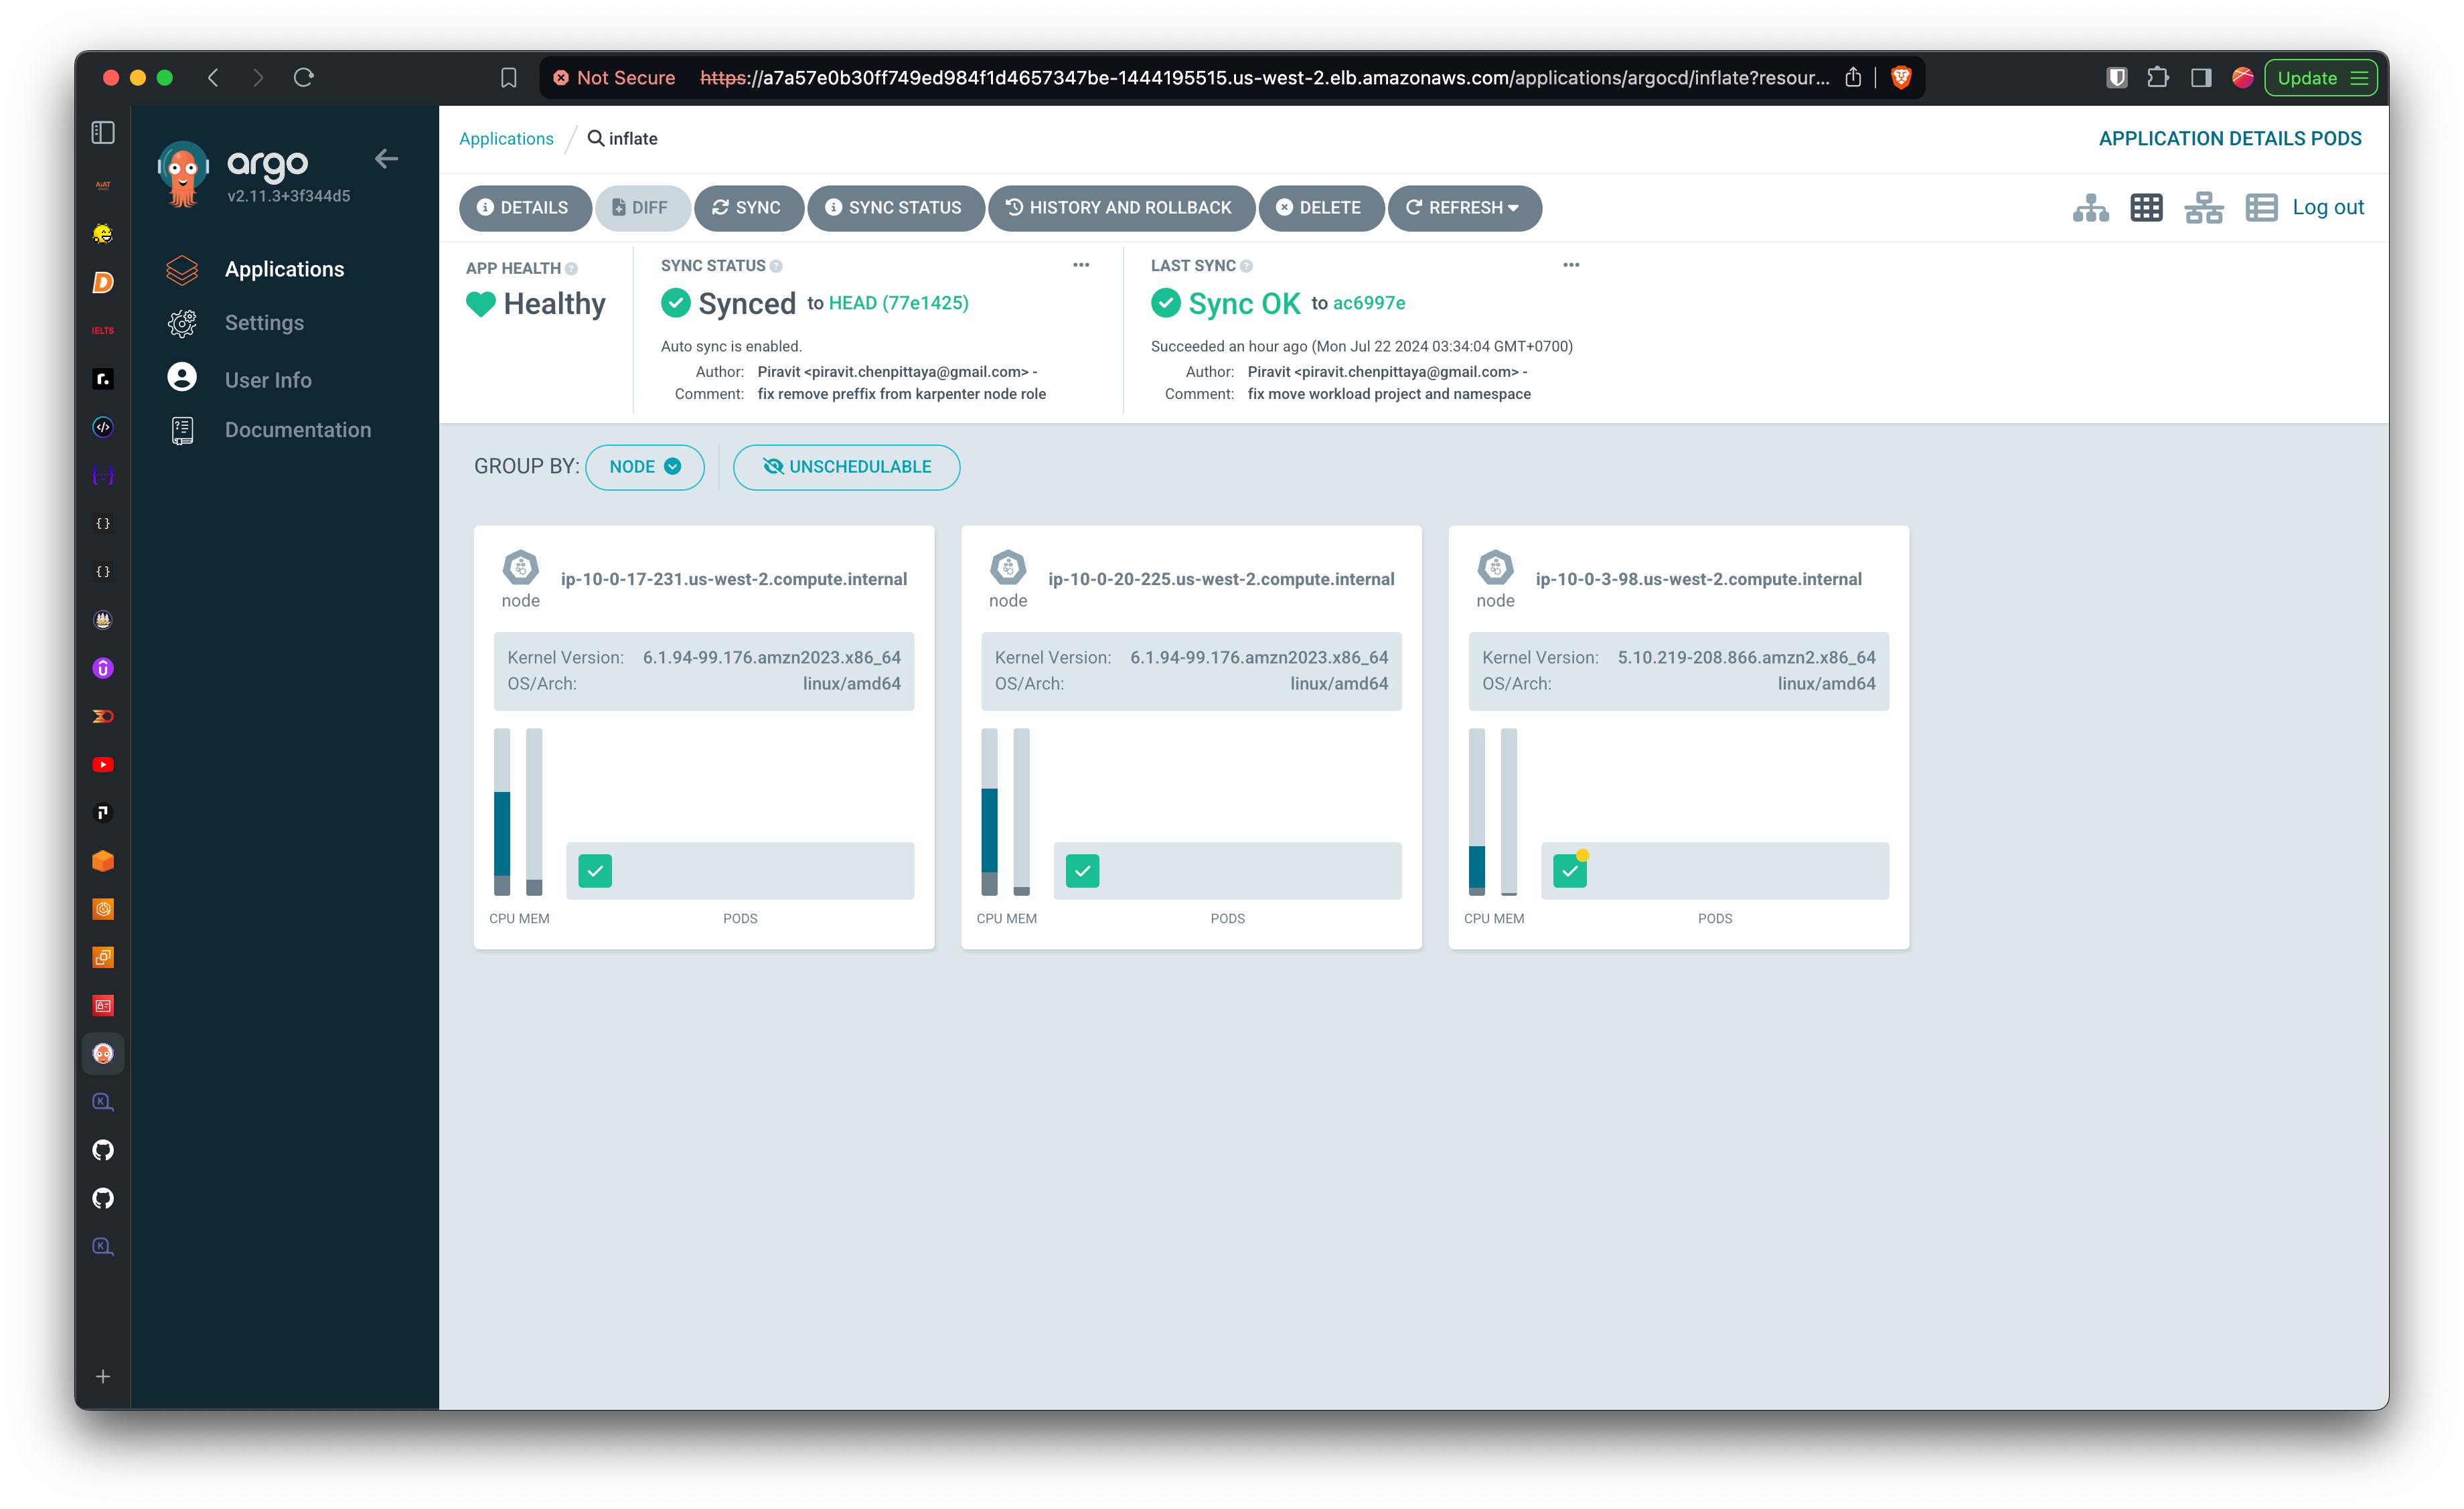 Not Secure https://a7a57e0b30ff749ed984f1d4657347be-1444195515.us-west-2.elb.amazonaws.com/applications/argocd/inflate?resour...
Update
argo
v2.11.3+3f344d5
Applications
Settings
User Info
Documentation
IELTS
Applications / inflate
APPLICATION DETAILS PODS
DETAILS DIFF SYNC SYNC STATUS HISTORY AND ROLLBACK DELETE REFRESH
Log out
APP HEALTH
Healthy
SYNC STATUS
Synced to HEAD (77e1425)
Auto sync is enabled.
Author: Piravit <piravit.chenpittaya@gmail.com> -
Comment: fix remove preffix from karpenter node role
LAST SYNC
Sync OK to ac6997e
Succeeded an hour ago (Mon Jul 22 2024 03:34:04 GMT+0700)
Author: Piravit <piravit.chenpittaya@gmail.com> -
Comment: fix move workload project and namespace
GROUP BY: NODE UNSCHEDULABLE
node
ip-10-0-17-231.us-west-2.compute.internal
Kernel Version: 6.1.94-99.176.amzn2023.x86_64
OS/Arch: linux/amd64
CPU MEM PODS
node
ip-10-0-20-225.us-west-2.compute.internal
Kernel Version: 6.1.94-99.176.amzn2023.x86_64
OS/Arch: linux/amd64
CPU MEM PODS
node
ip-10-0-3-98.us-west-2.compute.internal
Kernel Version: 5.10.219-208.866.amzn2.x86_64
OS/Arch: linux/amd64
CPU MEM PODS